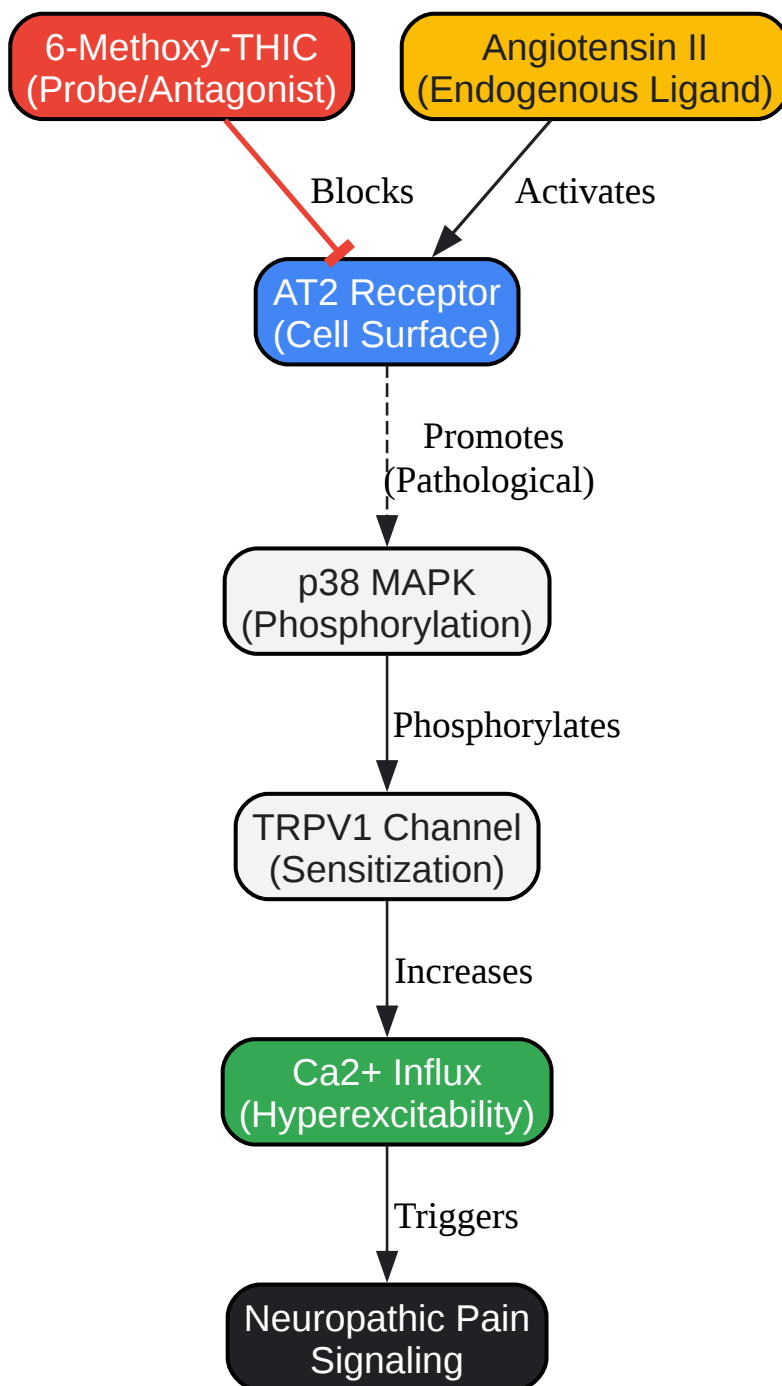 6-Methoxy-THIC
(Probe/Antagonist)
Angiotensin II
(Endogenous Ligand)
Blocks
Activates
AT2 Receptor
(Cell Surface)
Promotes
(Pathological)
p38 MAPK
(Phosphorylation)
Phosphorylates
TRPV1 Channel
(Sensitization)
Increases
Ca2+ Influx
(Hyperexcitability)
Triggers
Neuropathic Pain
Signaling